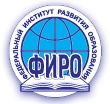 ФЕДЕРАЛЬНЫЙ ИНСТИТУТ РАЗВИТИЯ ОБРАЗОВАНИЯ
ФИРО